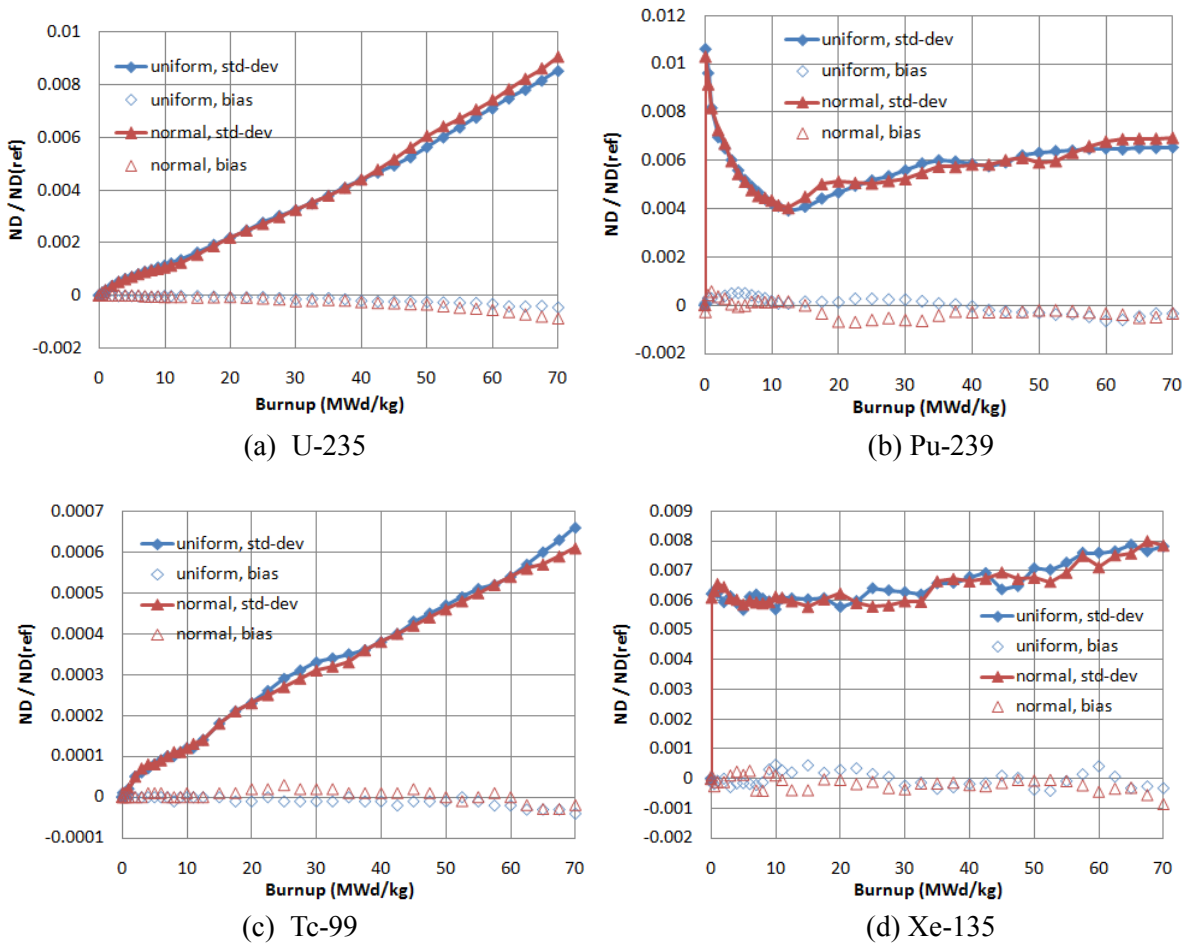 0.01
0.008
0.006
0.004
0.002
0
-0.002
ND / ND(ref)
uniform, std-dev
uniform, bias
normal, std-dev
normal, bias
0 10 20 30 40 50 60 70
Burnup (MWd/kg)
(a) U-235
0.012
0.01
0.008
0.006
0.004
0.002
0
-0.002
ND / ND(ref)
uniform, std-dev
uniform, bias
normal, std-dev
normal, bias
0 10 20 30 40 50 60 70
Burnup (MWd/kg)
(b) Pu-239
0.0007
0.0006
0.0005
0.0004
0.0003
0.0002
0.0001
0
-0.0001
ND / ND(ref)
uniform, std-dev
uniform, bias
normal, std-dev
normal, bias
0 10 20 30 40 50 60 70
Burnup (MWd/kg)
(c) Tc-99
0.009
0.008
0.007
0.006
0.005
0.004
0.003
0.002
0.001
0
-0.001
-0.002
ND / ND(ref)
uniform, std-dev
uniform, bias
normal, std-dev
normal, bias
0 10 20 30 40 50 60 70
Burnup (MWd/kg)
(d) Xe-135